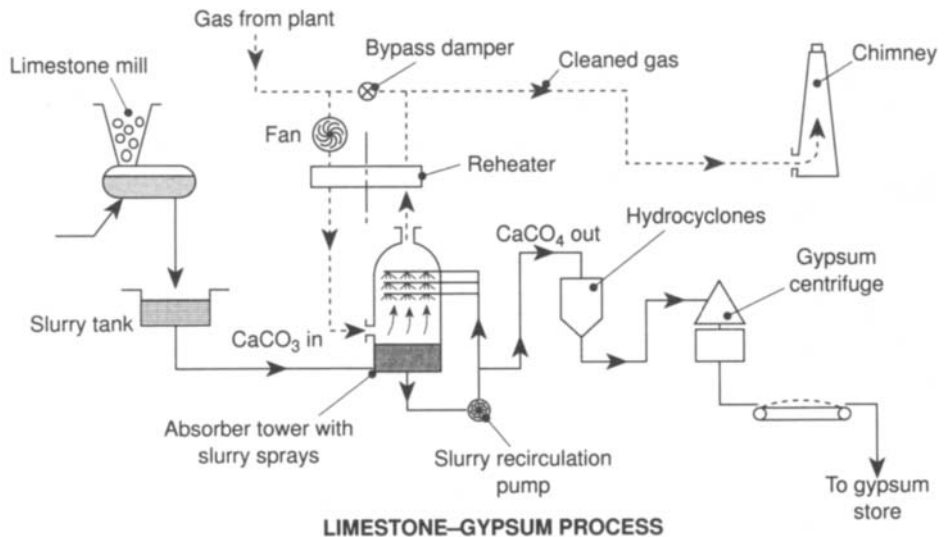 Gas from plant
Limestone mill
Bypass damper
Cleaned gas
Chimney
Fan
Reheater
Hydrocyclones
CaCO₄ out
Gypsum
centrifuge
Slurry tank
CaCO₃ in
Absorber tower with
slurry sprays
Slurry recirculation
pump
To gypsum
store
LIMESTONE–GYPSUM PROCESS